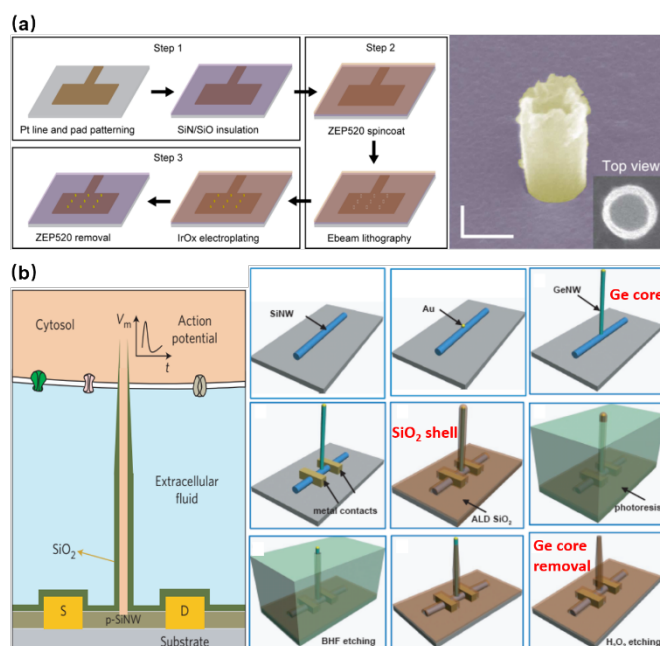 (a)
Step 1
Step 2
Pt line and pad patterning
SiN/SiO insulation
ZEP520 spincoat
Step 3
ZEP520 removal
IrOx electroplating
Ebeam lithography
Top view
(b)
Cytosol
Vm
t
Action
potential
Extracellular
fluid
SiO2
S
D
p-SiNW
Substrate
SiNW
Au
GeNW
Ge core
metal contacts
SiO2 shell
ALD SiO2
photoresist
BHF etching
Ge core
removal
H2O2 etching